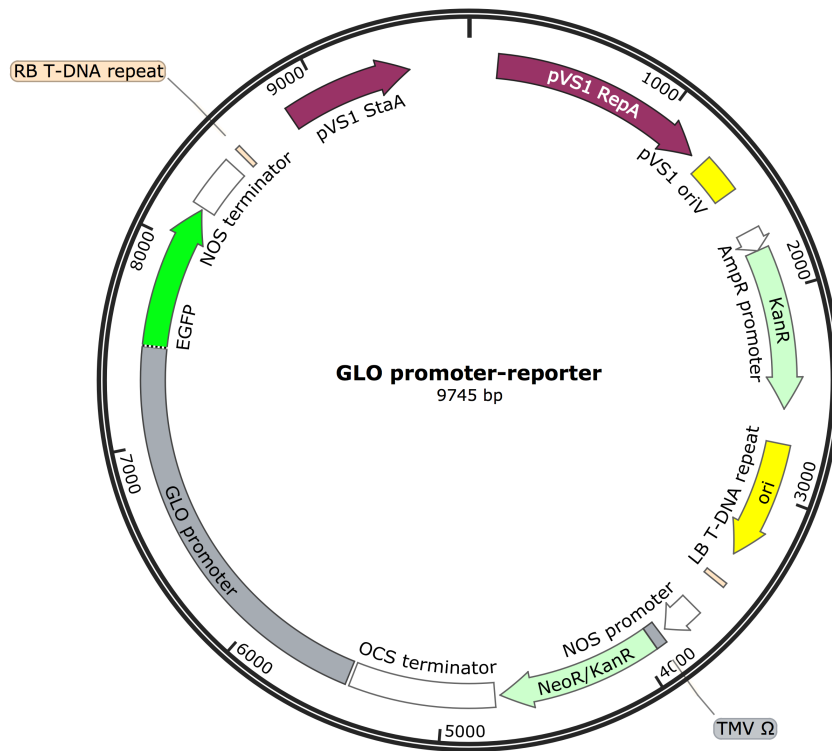 RB T-DNA repeat
9000
pVS1 StaA
pVS1 RepA
1000
pVS1 oriV
NOS terminator
8000
2000
AmpR promoter
KanR
EGFP
GLO promoter-reporter
9745 bp
7000
GLO promoter
LB T-DNA repeat
ori
3000
NOS promoter
OCS terminator
NeoR/KanR
4000
6000
5000
TMV Ω